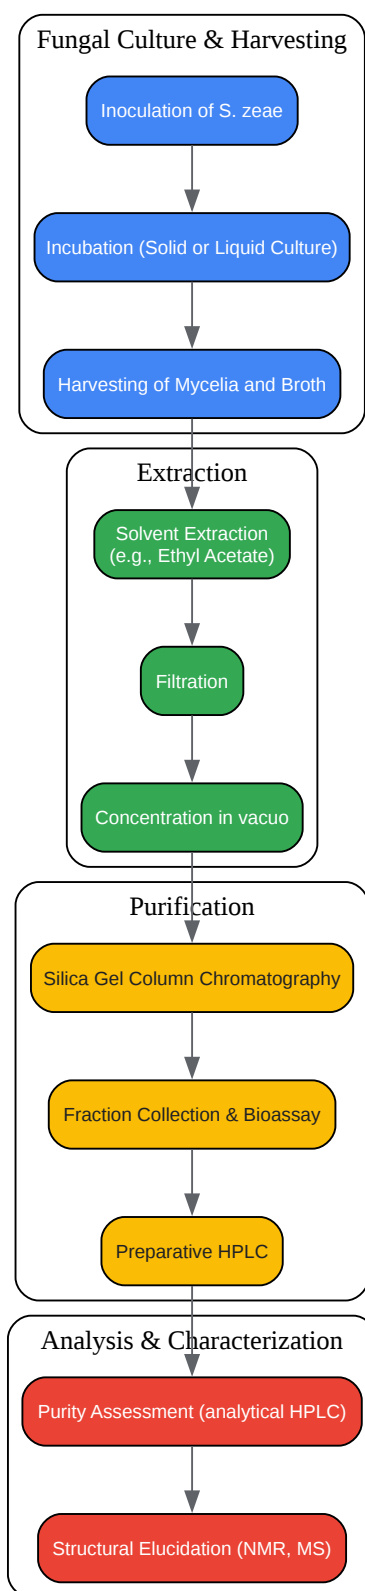 Fungal Culture & Harvesting
Inoculation of S. zeae
Incubation (Solid or Liquid Culture)
Harvesting of Mycelia and Broth
Extraction
Solvent Extraction
(e.g., Ethyl Acetate)
Filtration
Concentration in vacuo
Purification
Silica Gel Column Chromatography
Fraction Collection & Bioassay
Preparative HPLC
Analysis & Characterization
Purity Assessment (analytical HPLC)
Structural Elucidation (NMR, MS)